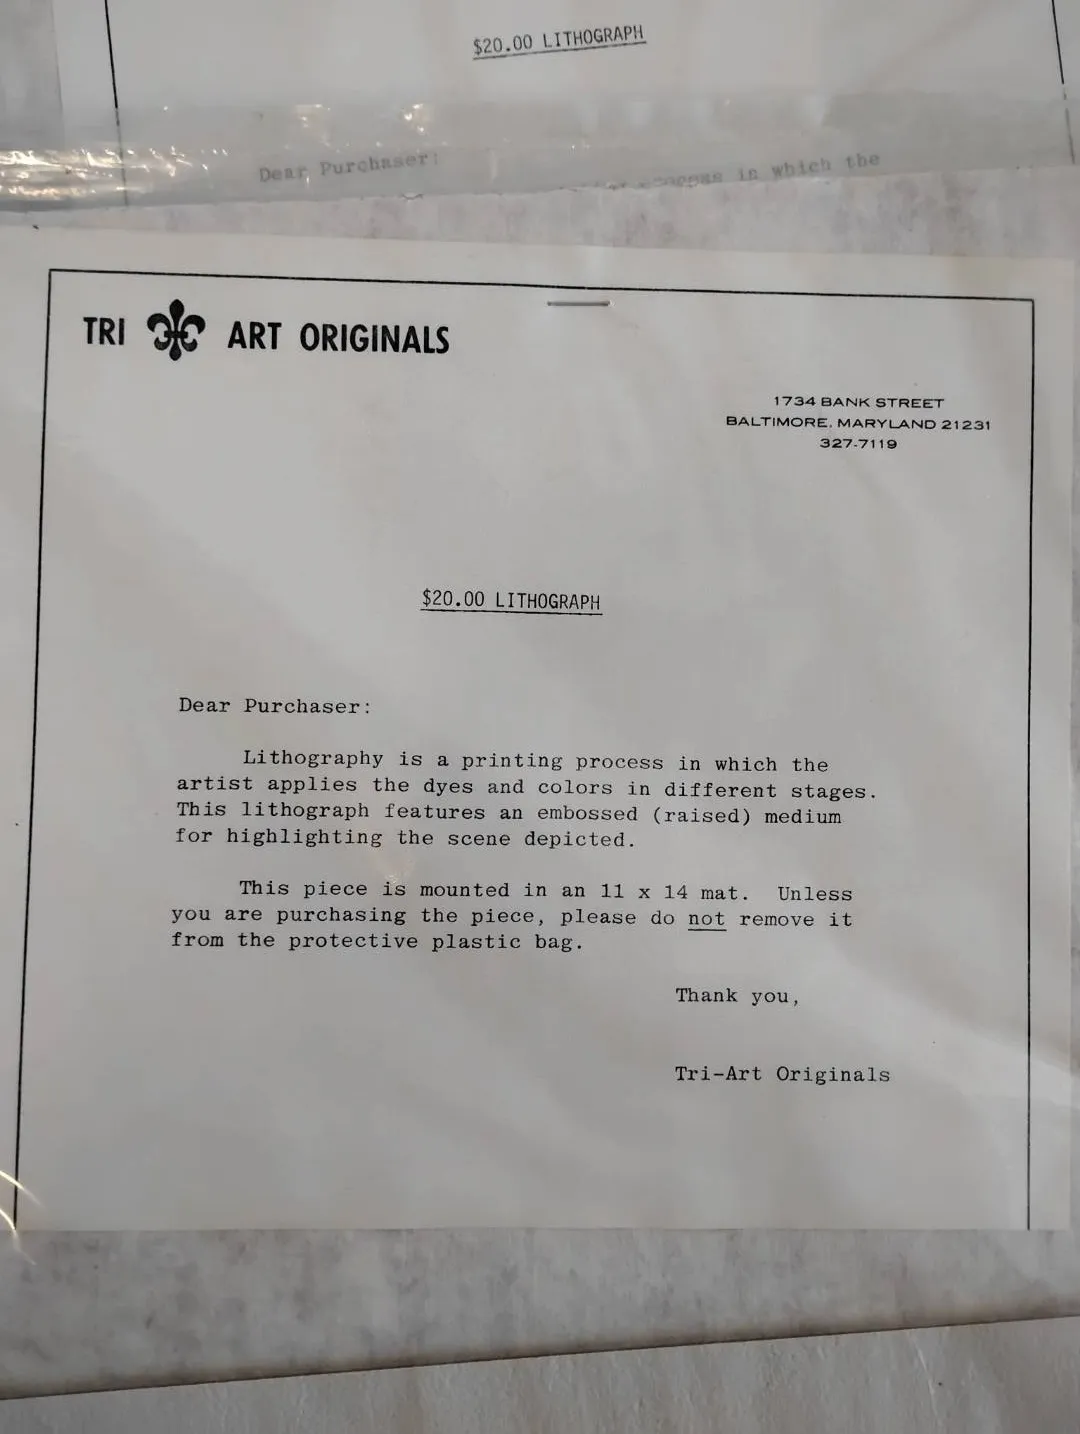 $20.00 LITHOGRAPH
Dear Purchaser:
process is which the
TRI ART ORIGINALS
1734 BANK STREET
BALTIMORE, MARYLAND 21231
327-7119
$20.00 LITHOGRAPH
Dear Purchaser:
Lithography is a printing process in which the
artist applies the dyes and colors in different stages.
This lithograph features an embossed (raised) medium
for highlighting the scene depicted.
This piece is mounted in an 11 x 14 mat. Unless
you are purchasing the piece, please do not remove it
from the protective plastic bag.
Thank you,
Tri-Art Originals